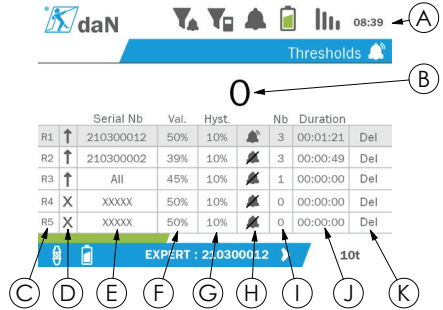 daN 08:39 A
Thresholds
0 B
Serial Nb Val. Hyst. Nb Duration
R1 ↑ 210300012 50% 10% 3 00:01:21 Del
R2 ↑ 210300002 39% 10% 3 00:00:49 Del
R3 ↑ All 45% 10% 1 00:00:00 Del
R4 X XXXXX 50% 10% 0 00:00:00 Del
R5 X XXXXX 50% 10% 0 00:00:00 Del
EXPERT : 210300012 10t
C D E F G H I J K